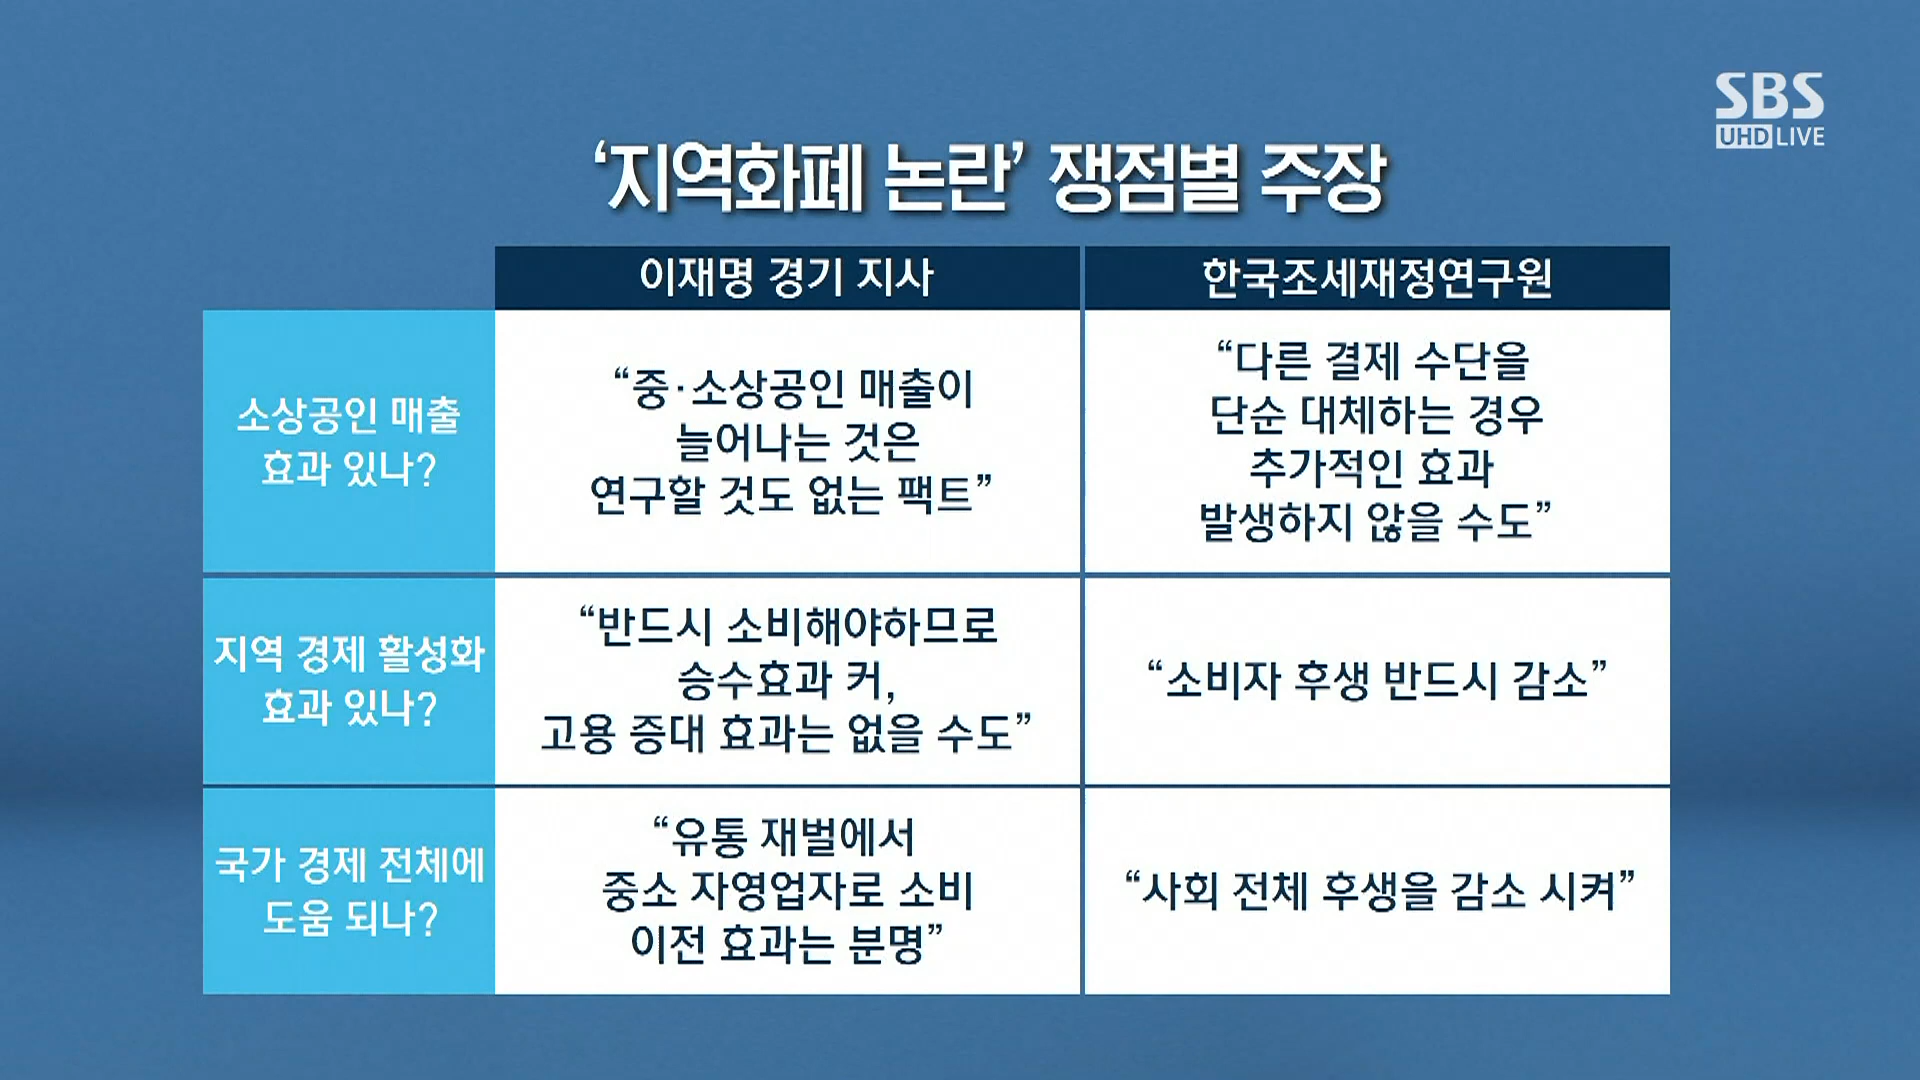 SBS
UHD LIVE
‘지역화폐 논란’ 쟁점별 주장
이재명 경기 지사
한국조세재정연구원
소상공인 매출
효과 있나?
“중·소상공인 매출이
늘어나는 것은
연구할 것도 없는 팩트”
“다른 결제 수단을
단순 대체하는 경우
추가적인 효과
발생하지 않을 수도”
지역 경제 활성화
효과 있나?
“반드시 소비해야하므로
승수효과 커,
고용 증대 효과는 없을 수도”
“소비자 후생 반드시 감소”
국가 경제 전체에
도움 되나?
“유통 재벌에서
중소 자영업자로 소비
이전 효과는 분명”
“사회 전체 후생을 감소 시켜”